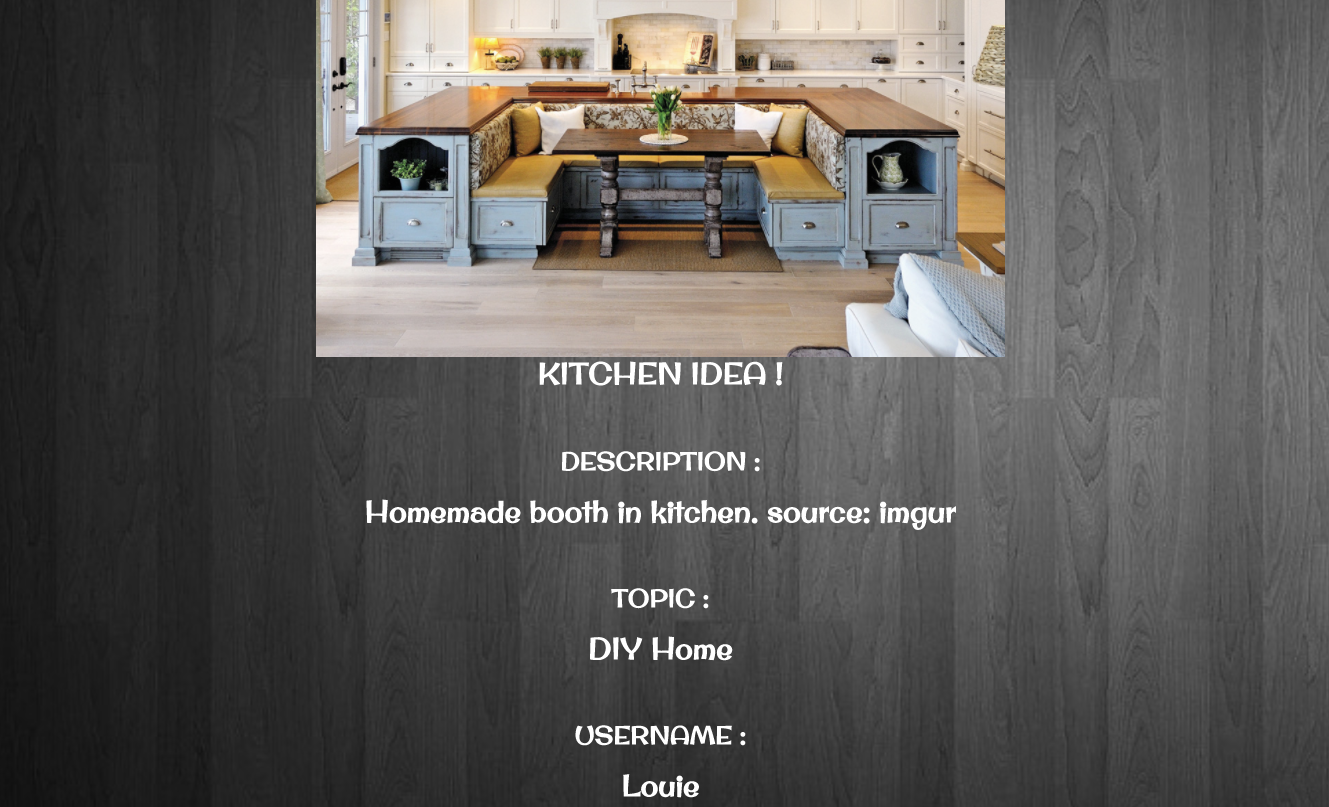 KITCHEN IDEA !
DESCRIPTION :
Homemade booth in kitchen. source: imgur
TOPIC :
DIY Home
USERNAME :
Louie